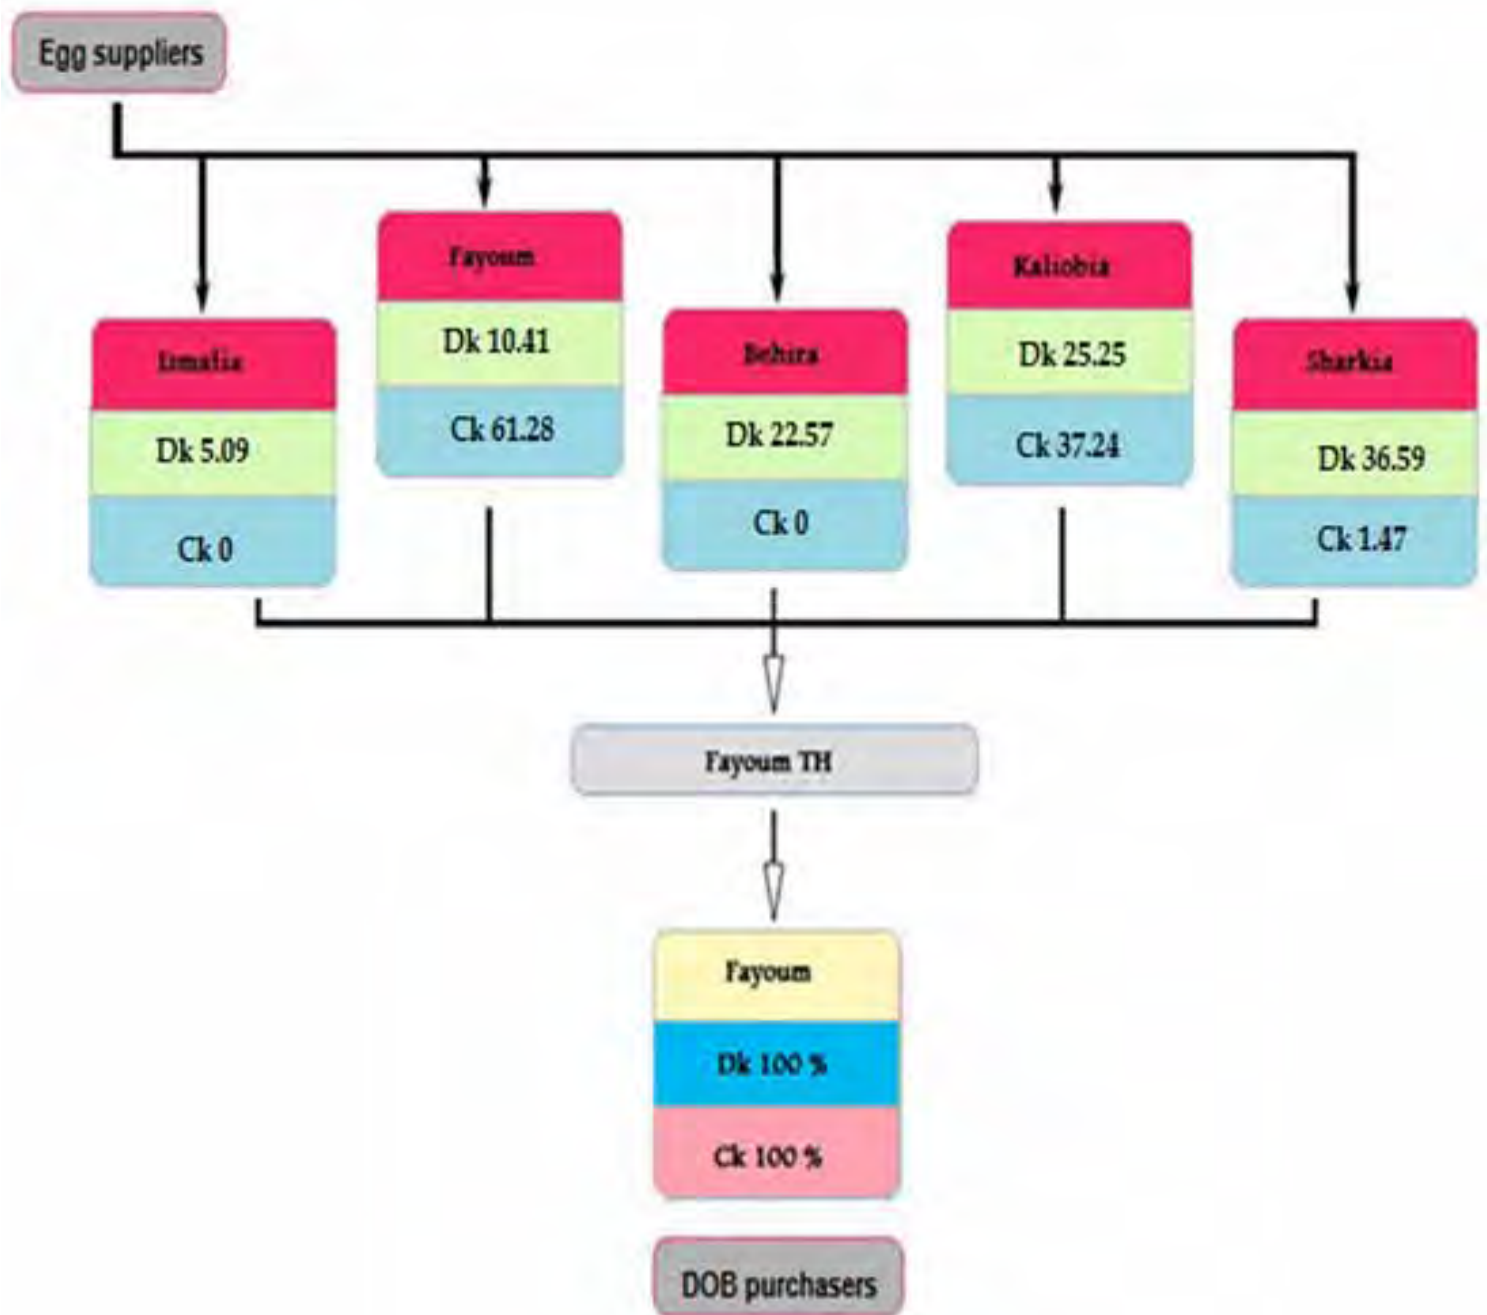 Egg suppliers
Ismalia
Dk 5.09
Ck 0
Fayoum
Dk 10.41
Ck 61.28
Behira
Dk 22.57
Ck 0
Kaliobia
Dk 25.25
Ck 37.24
Sharkia
Dk 36.59
Ck 1.47
Fayoum TH
Fayoum
Dk 100 %
Ck 100 %
DOB purchasers